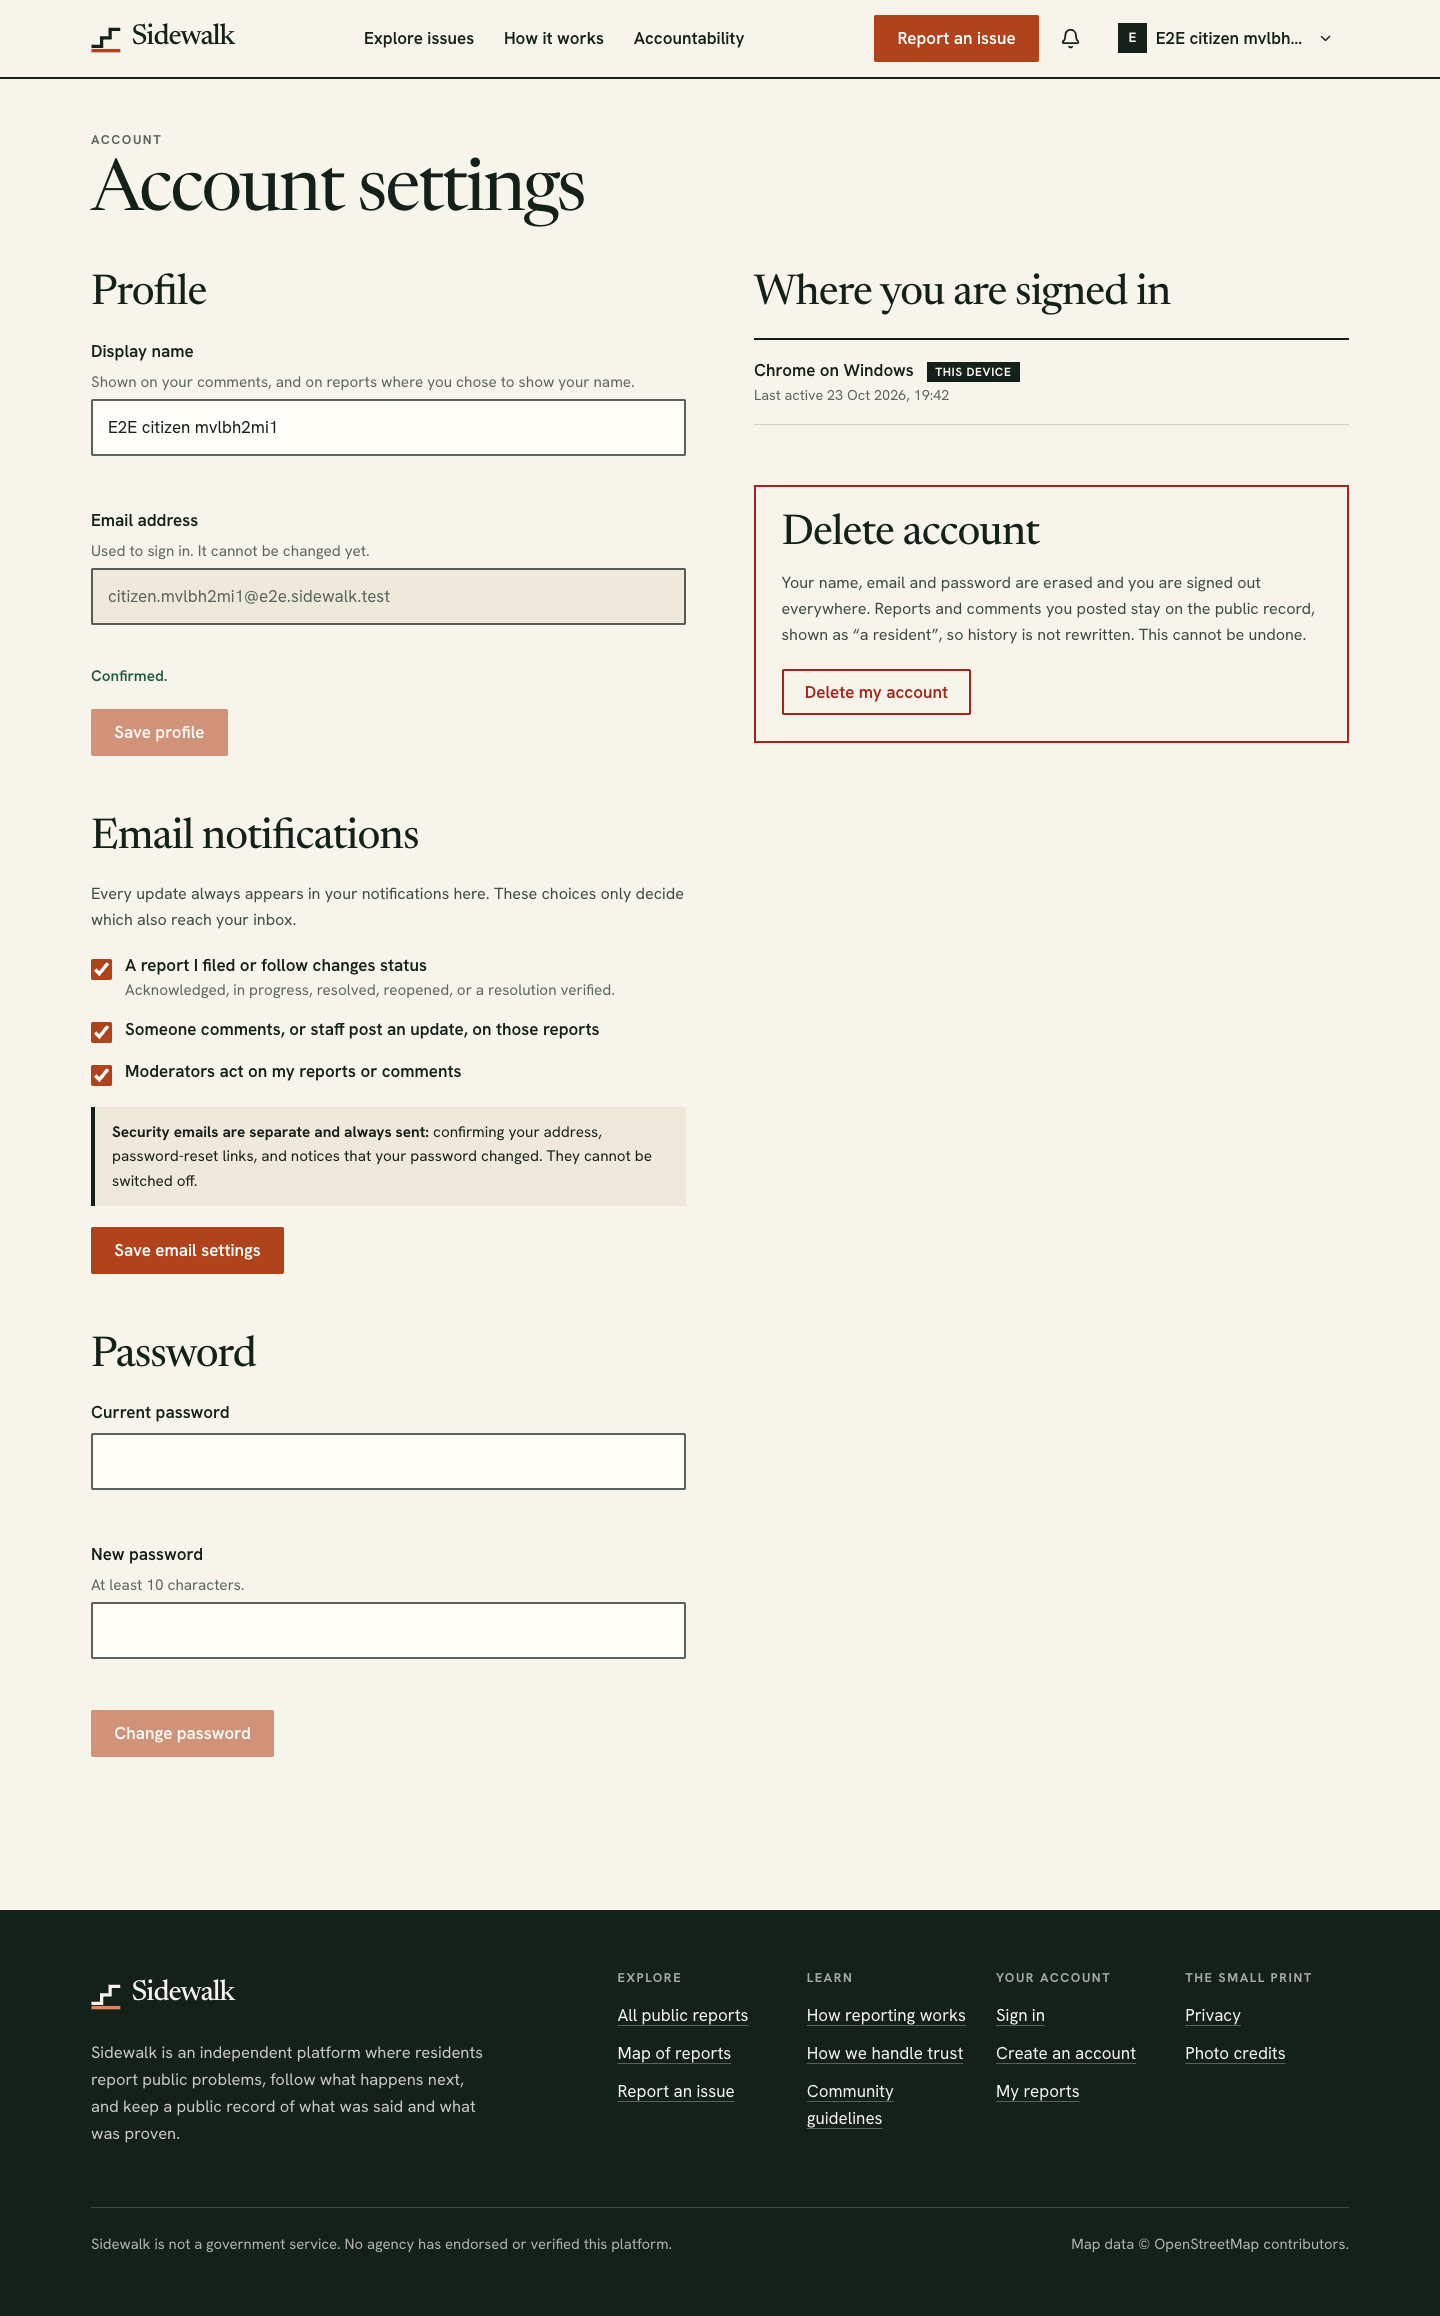 Sidewalk
Explore issues
How it works
Accountability
Report an issue
E
E2E citizen mvlbh...
ACCOUNT
Account settings
Profile
Display name
Shown on your comments, and on reports where you chose to show your name.
E2E citizen mvlbh2mi1
Email address
Used to sign in. It cannot be changed yet.
citizen.mvlbh2mi1@e2e.sidewalk.test
Confirmed.
Save profile
Email notifications
Every update always appears in your notifications here. These choices only decide
which also reach your inbox.
A report I filed or follow changes status
Acknowledged, in progress, resolved, reopened, or a resolution verified.
Someone comments, or staff post an update, on those reports
Moderators act on my reports or comments
Security emails are separate and always sent: confirming your address,
password-reset links, and notices that your password changed. They cannot be
switched off.
Save email settings
Password
Current password
New password
At least 10 characters.
Change password
Where you are signed in
Chrome on Windows
THIS DEVICE
Last active 23 Oct 2026, 19:42
Delete account
Your name, email and password are erased and you are signed out
everywhere. Reports and comments you posted stay on the public record,
shown as “a resident”, so history is not rewritten. This cannot be undone.
Delete my account
Sidewalk
Sidewalk is an independent platform where residents
report public problems, follow what happens next,
and keep a public record of what was said and what
was proven.
EXPLORE
All public reports
Map of reports
Report an issue
LEARN
How reporting works
How we handle trust
Community
guidelines
YOUR ACCOUNT
Sign in
Create an account
My reports
THE SMALL PRINT
Privacy
Photo credits
Sidewalk is not a government service. No agency has endorsed or verified this platform.
Map data © OpenStreetMap contributors.